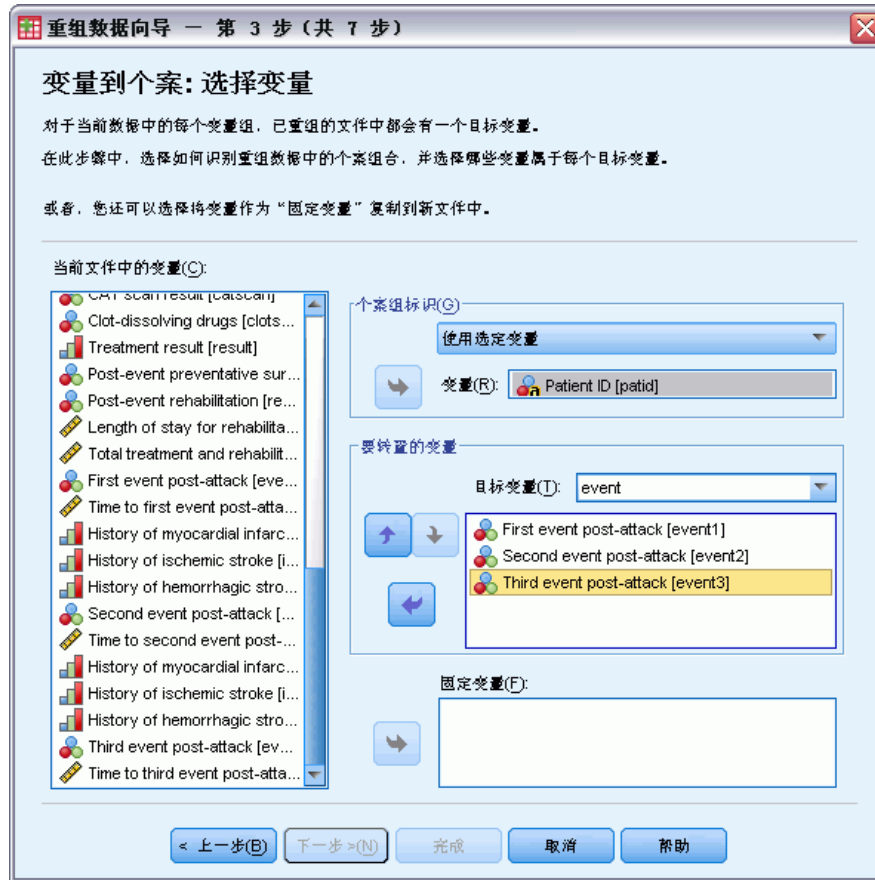 重组数据向导 — 第 3 步(共 7 步)
变量到个案: 选择变量
对于当前数据中的每个变量组，已重组的文件中都会有一个目标变量。
在此步骤中，选择如何识别重组数据中的个案组合，并选择哪些变量属于每个目标变量。
或者，您还可以选择将变量作为“固定变量”复制到新文件中。
当前文件中的变量(C):
CAT scan result [catscan]
Clot-dissolving drugs [clots...
Treatment result [result]
Post-event preventative sur...
Post-event rehabilitation [re...
Length of stay for rehabilita...
Total treatment and rehabilit...
First event post-attack [eve...
Time to first event post-atta...
History of myocardial infarc...
History of ischemic stroke [i...
History of hemorrhagic stro...
Second event post-attack [...
Time to second event post-...
History of myocardial infarc...
History of ischemic stroke [i...
History of hemorrhagic stro...
Third event post-attack [ev...
Time to third event post-atta...
个案组标识(G)
使用选定变量
变量(R): Patient ID [patid]
要转置的变量
目标变量(T): event
First event post-attack [event1]
Second event post-attack [event2]
Third event post-attack [event3]
固定变量(F):
< 上一步(B) 下一步 >(N) 完成 取消 帮助